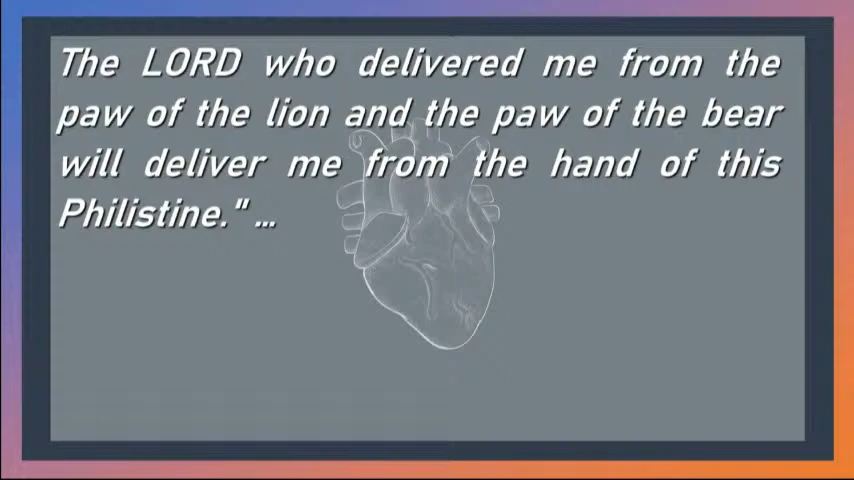 The LORD who delivered me from the
paw of the lion and the paw of the bear
will deliver me from the hand of this
Philistine." ...